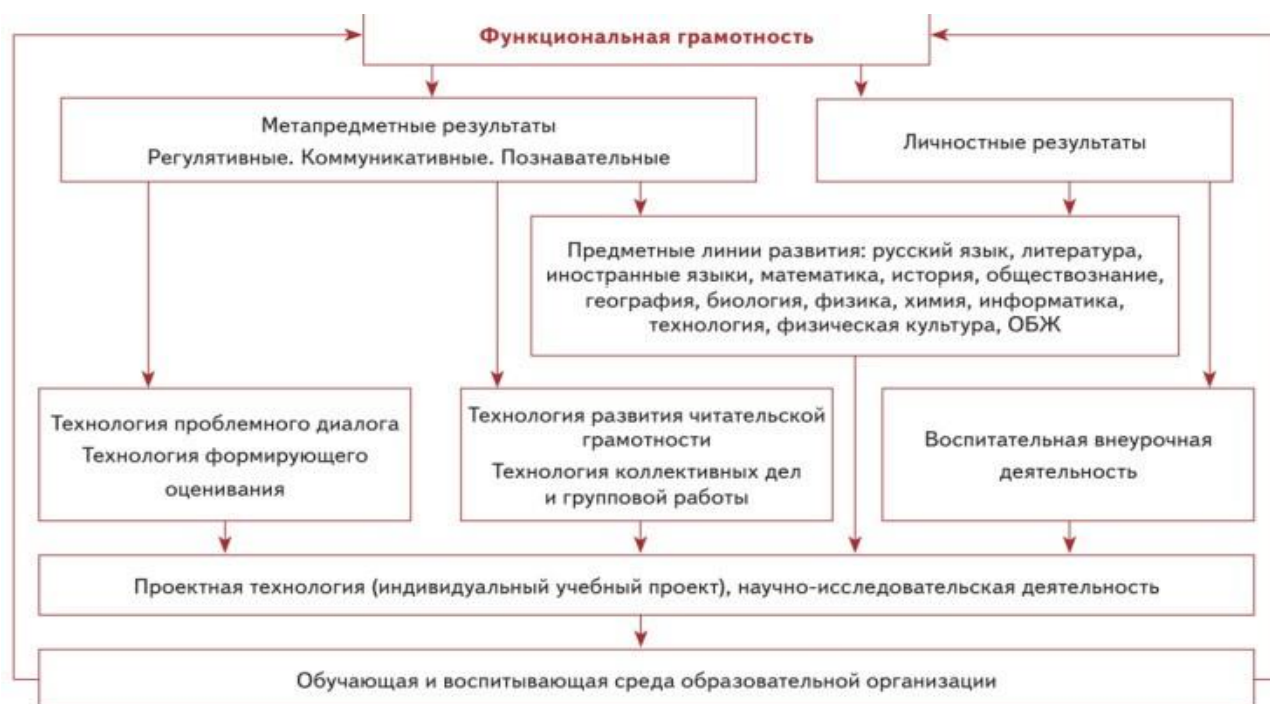 Функциональная грамотность
Метапредметные результаты
Регулятивные. Коммуникативные. Познавательные
Личностные результаты
Предметные линии развития: русский язык, литература,
иностранные языки, математика, история, обществознание,
география, биология, физика, химия, информатика,
технология, физическая культура, ОБЖ
Технология проблемного диалога
Технология формирующего
оценивания
Технология развития читательской
грамотности
Технология коллективных дел
и групповой работы
Воспитательная внеурочная
деятельность
Проектная технология (индивидуальный учебный проект), научно-исследовательская деятельность
Обучающая и воспитывающая среда образовательной организации